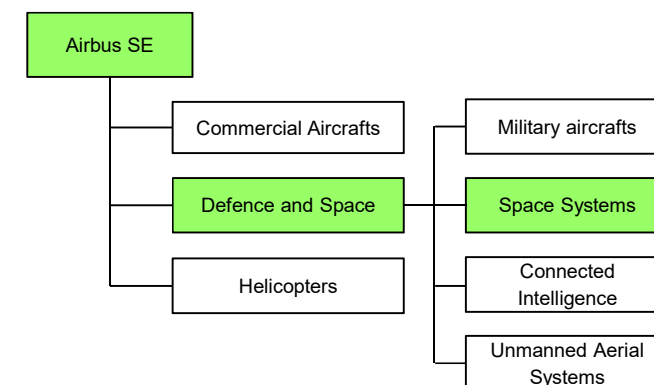 Airbus SE
Commercial Aircrafts
Military aircrafts
Defence and Space
Space Systems
Helicopters
Connected
Intelligence
Unmanned Aerial
Systems